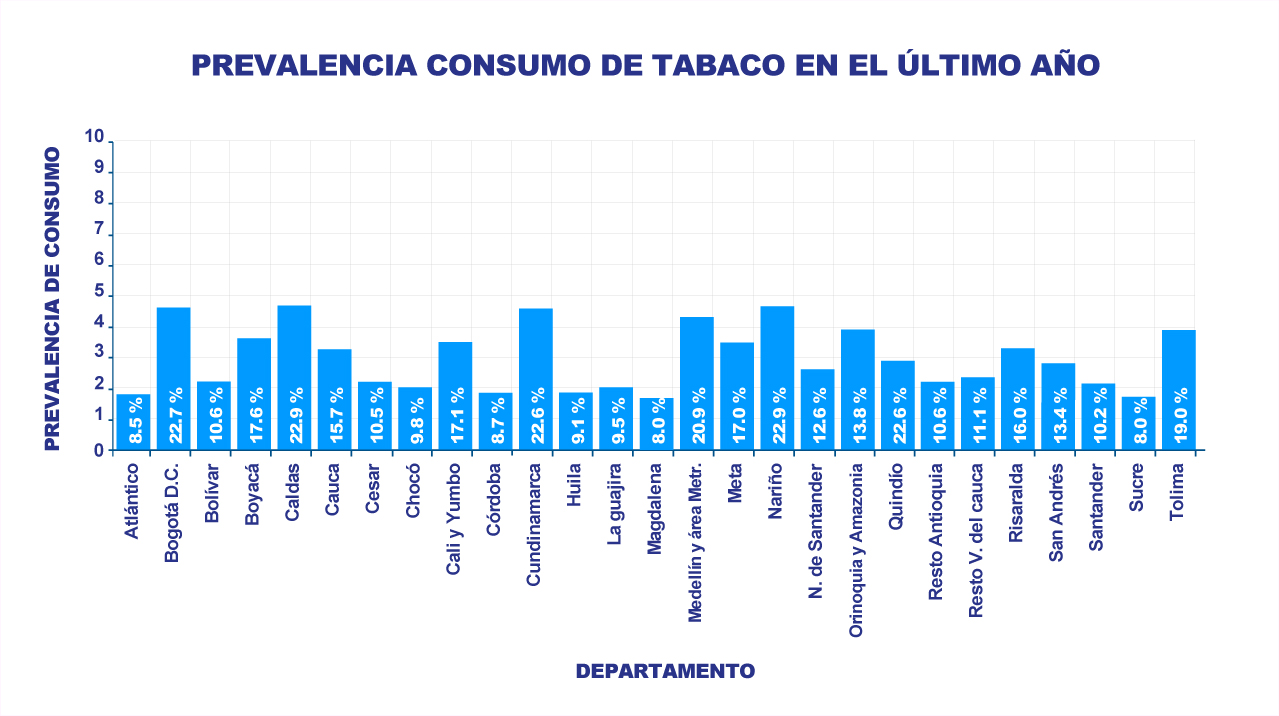 PREVALENCIA CONSUMO DE TABACO EN EL ÚLTIMO AÑO
PREVALENCIA DE CONSUMO
10
9
8
7
6
5
4
3
2
1
0
8.5 %
22.7 %
10.6 %
17.6 %
22.9 %
15.7 %
10.5 %
9.8 %
17.1 %
8.7 %
22.6 %
9.1 %
9.5 %
8.0 %
20.9 %
17.0 %
22.9 %
12.6 %
13.8 %
22.6 %
10.6 %
11.1 %
16.0 %
13.4 %
10.2 %
8.0 %
19.0 %
Atlántico
Bogotá D.C.
Bolívar
Boyacá
Caldas
Cauca
Cesar
Chocó
Cali y Yumbo
Córdoba
Cundinamarca
Huila
La guajira
Magdalena
Medellín y área Metr.
Meta
Nariño
N. de Santander
Orinoquia y Amazonia
Quindío
Resto Antioquia
Resto V. del cauca
Risaralda
San Andrés
Santander
Sucre
Tolima
DEPARTAMENTO